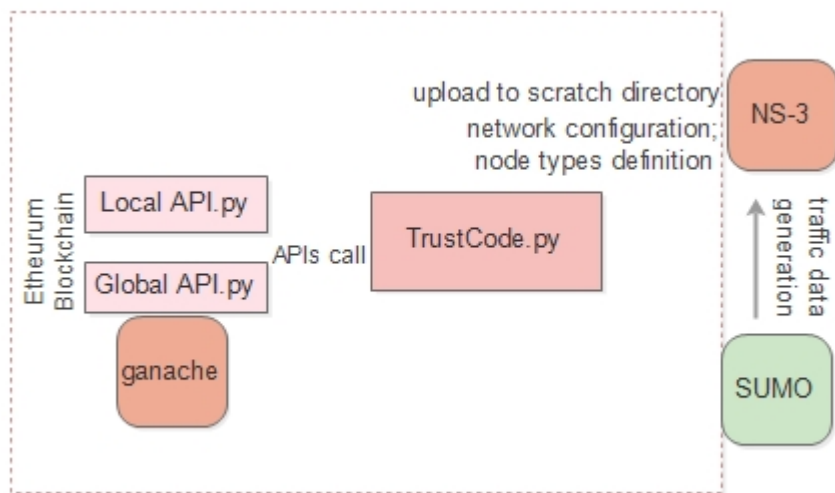 upload to scratch directory
network configuration;
node types definition
NS-3
Etheurum
Blockchain
Local API.py
Global API.py
ganache
APIs call
TrustCode.py
traffic data
generation
SUMO